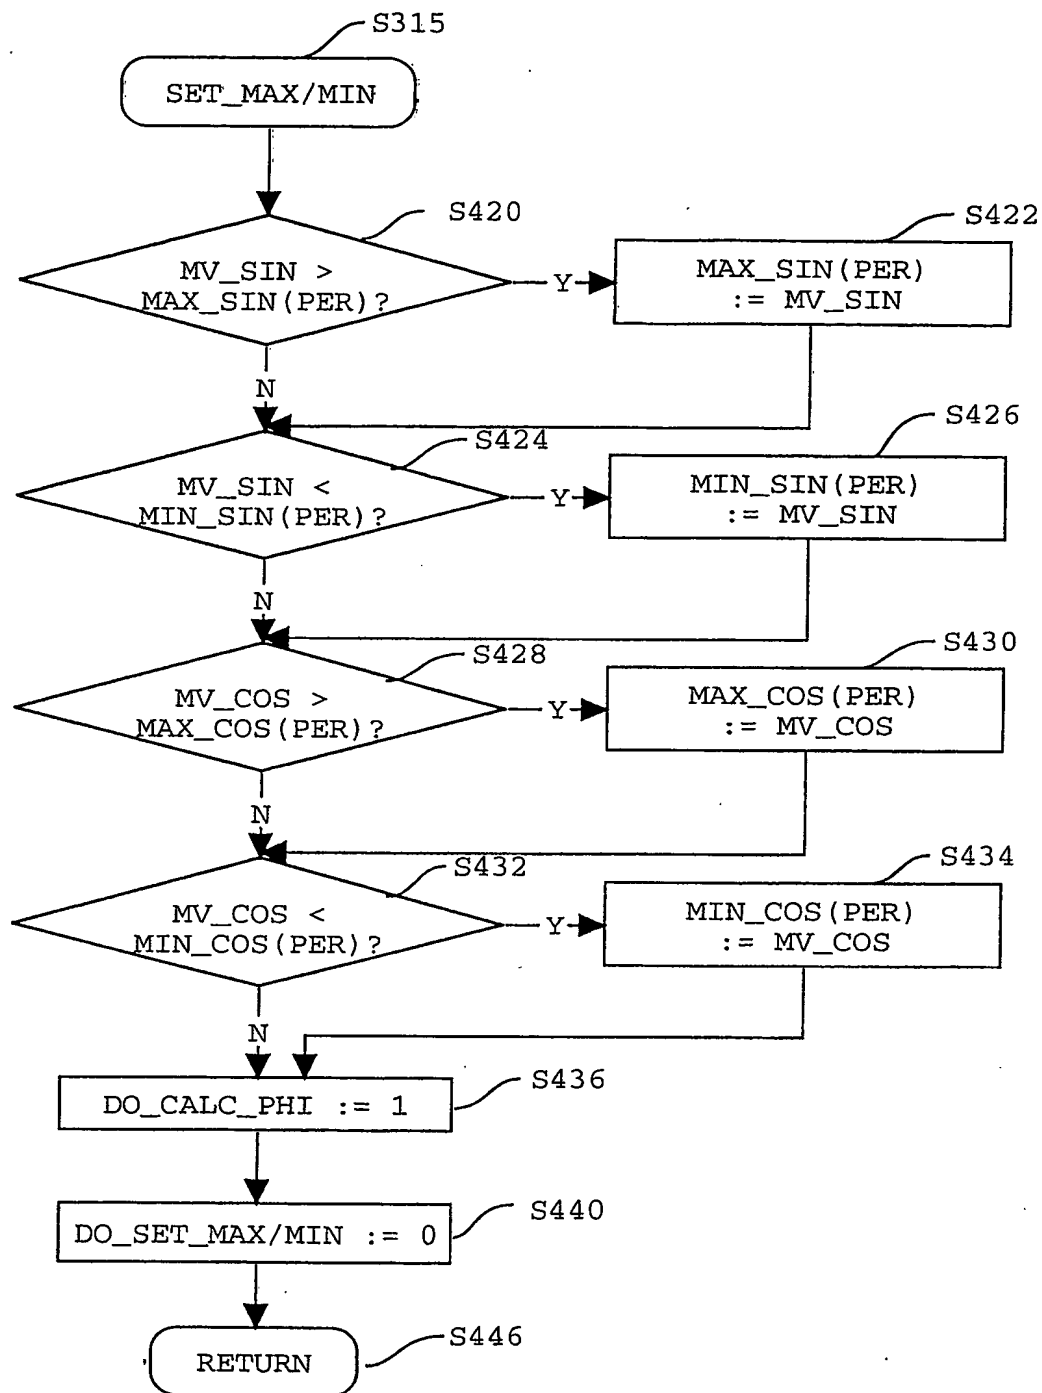 S315
SET_MAX/MIN
S420
MV_SIN >
MAX_SIN(PER)?
Y
S422
MAX_SIN(PER)
:= MV_SIN
N
S424
MV_SIN <
MIN_SIN(PER)?
Y
S426
MIN_SIN(PER)
:= MV_SIN
N
S428
MV_COS >
MAX_COS(PER)?
Y
S430
MAX_COS(PER)
:= MV_COS
N
S432
MV_COS <
MIN_COS(PER)?
Y
S434
MIN_COS(PER)
:= MV_COS
N
S436
DO_CALC_PHI := 1
S440
DO_SET_MAX/MIN := 0
S446
RETURN